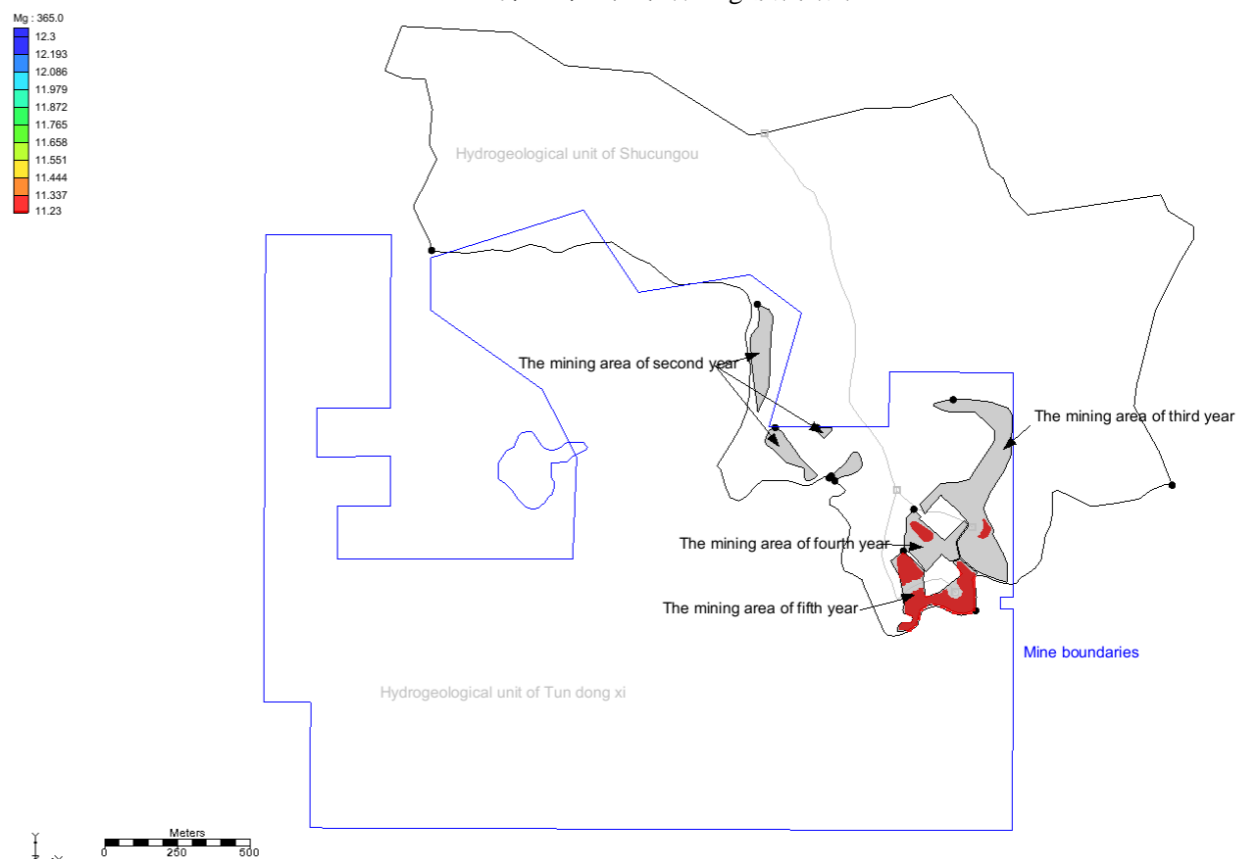 Mg : 365.0
12.3
12.193
12.086
11.979
11.872
11.765
11.658
11.551
11.444
11.337
11.23
Hydrogeological unit of Shucungou
The mining area of second year
The mining area of third year
The mining area of fourth year
The mining area of fifth year
Mine boundaries
Hydrogeological unit of Tun dong xi
Meters
0 250 500